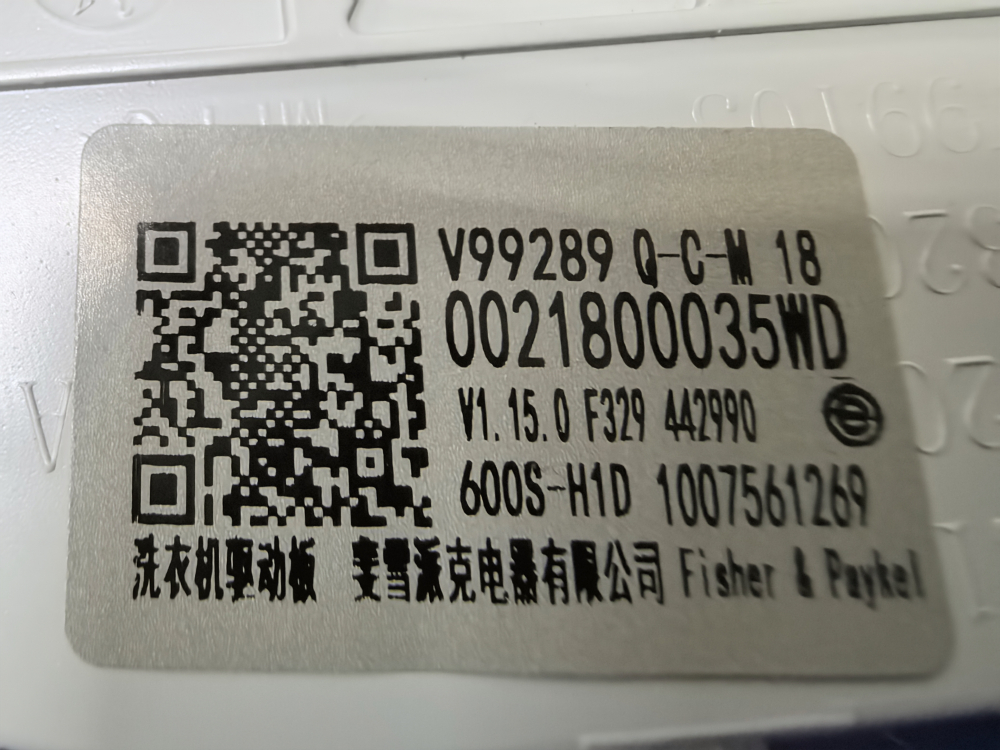 V99289 Q-C-M 18
0021800035WD
V1.15.0 F329 442990
600S-H1D 1007561269
洗衣机驱动板 斐雪派克电器有限公司 Fisher & Paykel